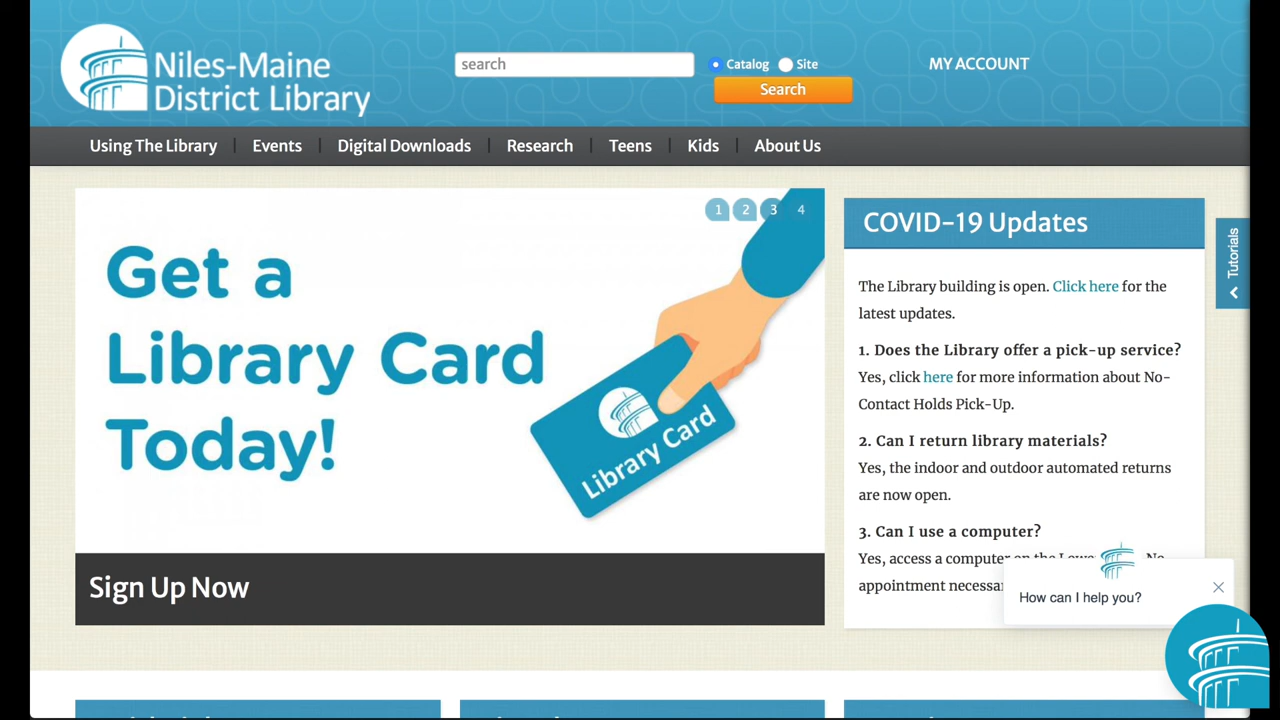 Niles-Maine
District Library
search
Catalog
Site
Search
MY ACCOUNT
Using The Library
Events
Digital Downloads
Research
Teens
Kids
About Us
1 2 3 4
Get a
Library Card
Today!
Library Card
Sign Up Now
COVID-19 Updates
The Library building is open. Click here for the
latest updates.
1. Does the Library offer a pick-up service?
Yes, click here for more information about No-
Contact Holds Pick-Up.
2. Can I return library materials?
Yes, the indoor and outdoor automated returns
are now open.
3. Can I use a computer?
Yes, access a computer on the No
appointment
Tutorials
How can I help you?